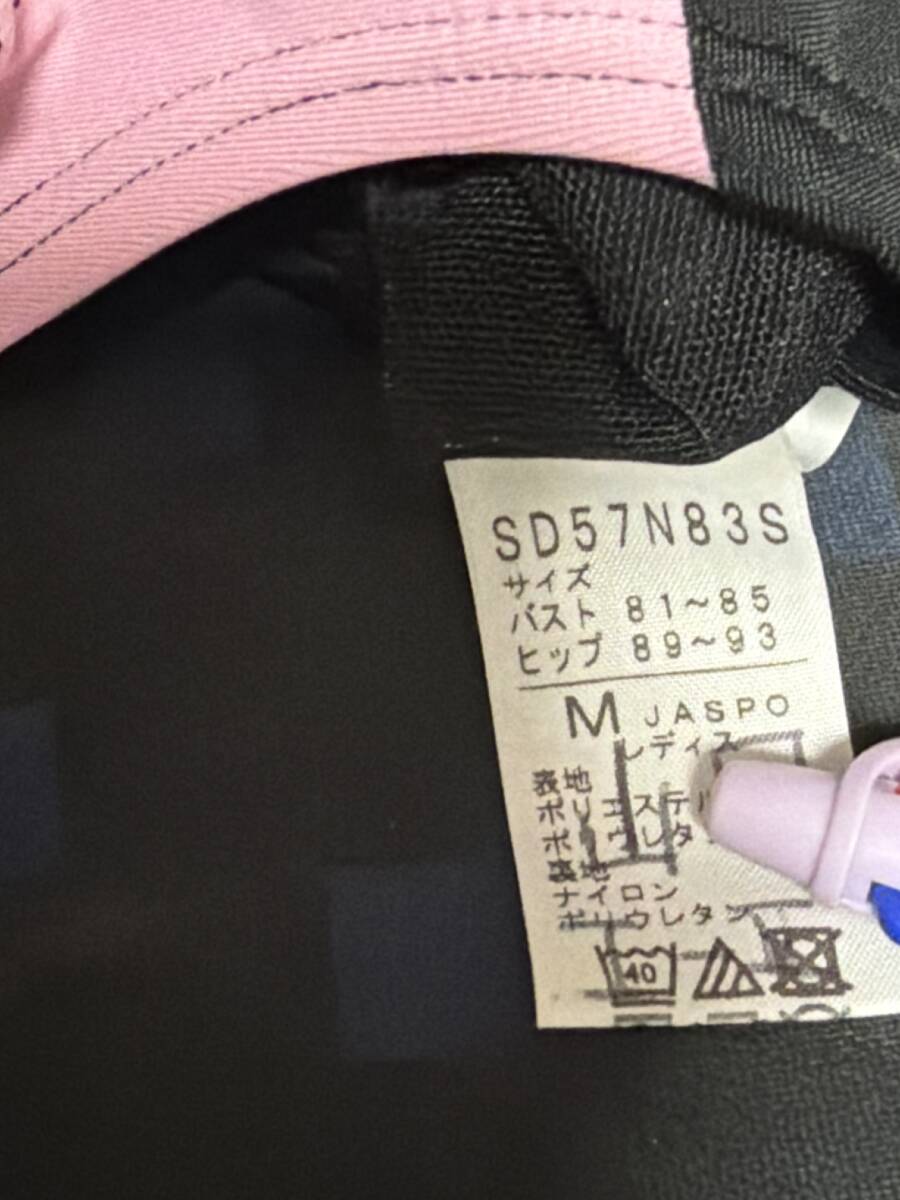 SD57N83S
サイズ
バスト 81~85
ヒップ 89~93
M JASPO
レディス
表地
ポリエステル
ポリウレタ
裏地
ナイロン
ポリウレタン
40